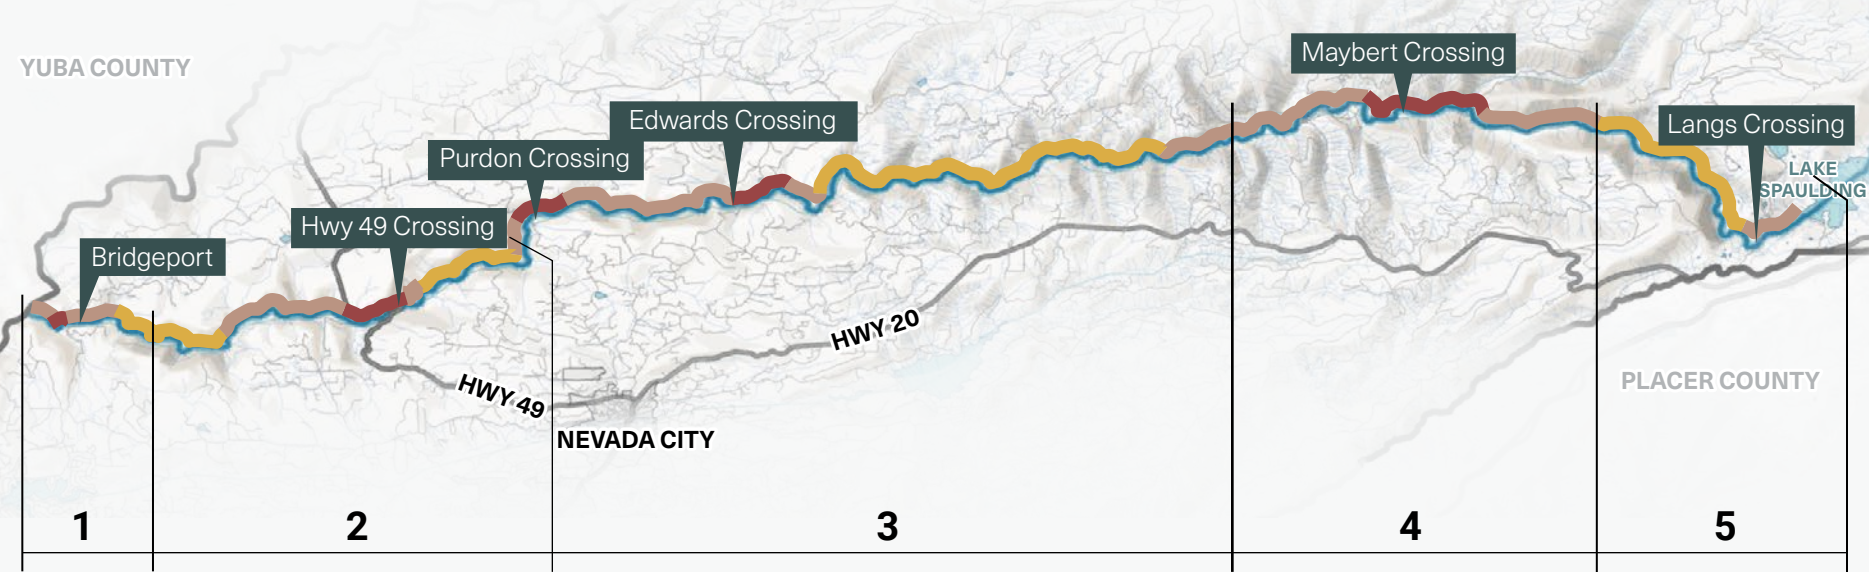 YUBA COUNTY
Maybert Crossing
Edwards Crossing
Langs Crossing
Purdon Crossing
LAKE
SPAULDING
Hwy 49 Crossing
Bridgeport
HWY 20
HWY 49
PLACER COUNTY
NEVADA CITY
1
2
3
4
5